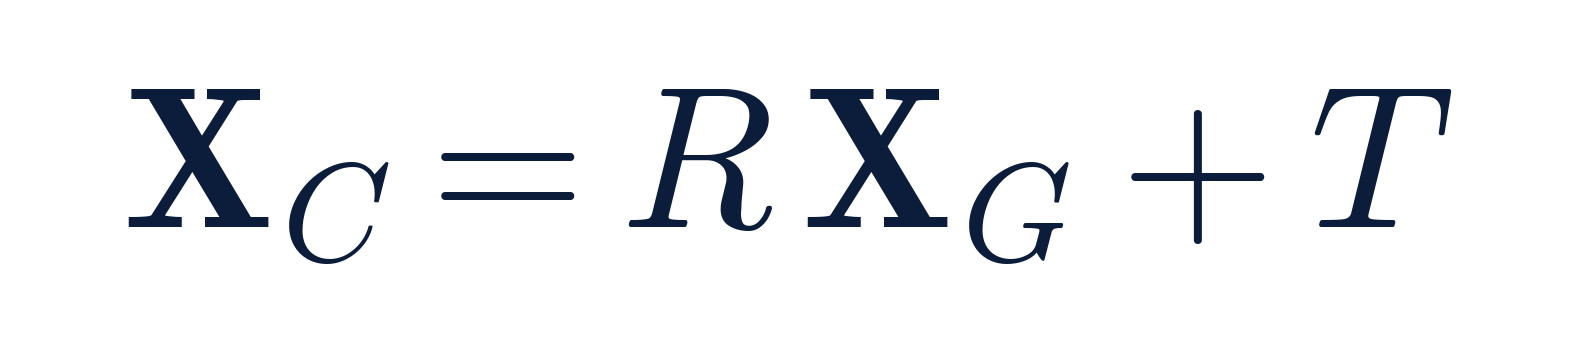 X_C = R X_G + T